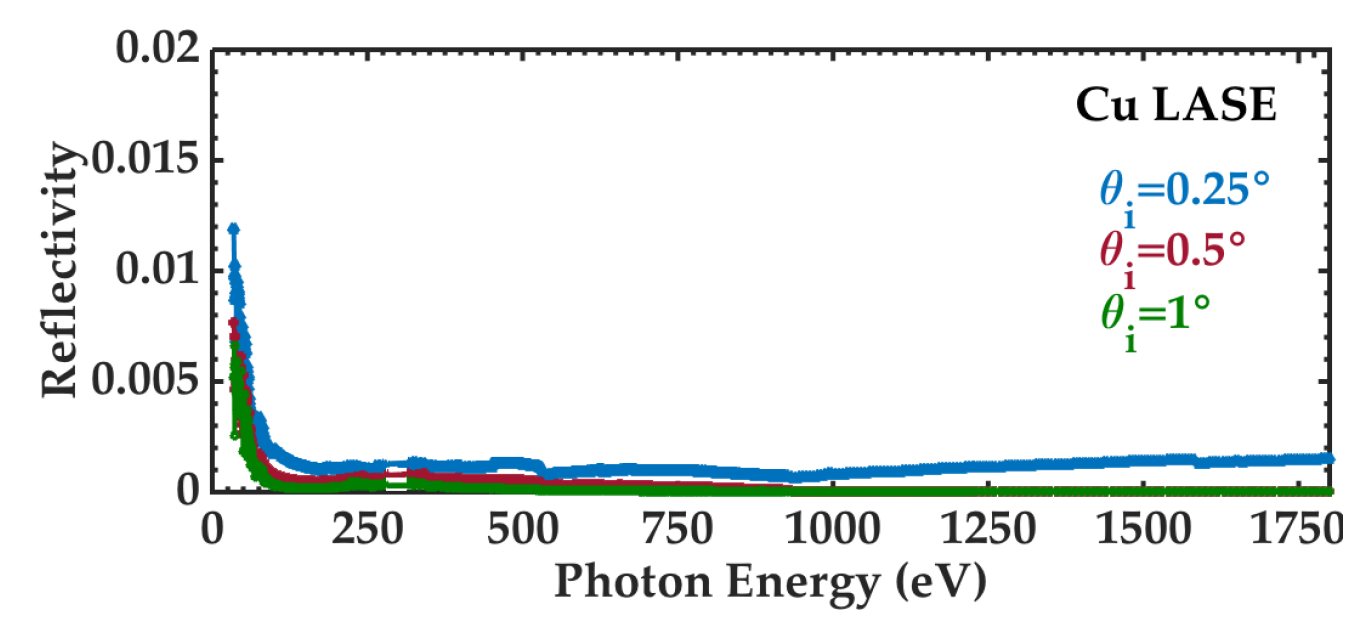 0.02
0.015
0.01
0.005
0
Reflectivity
Cu LASE
θi=0.25°
θi=0.5°
θi=1°
0 250 500 750 1000 1250 1500 1750
Photon Energy (eV)